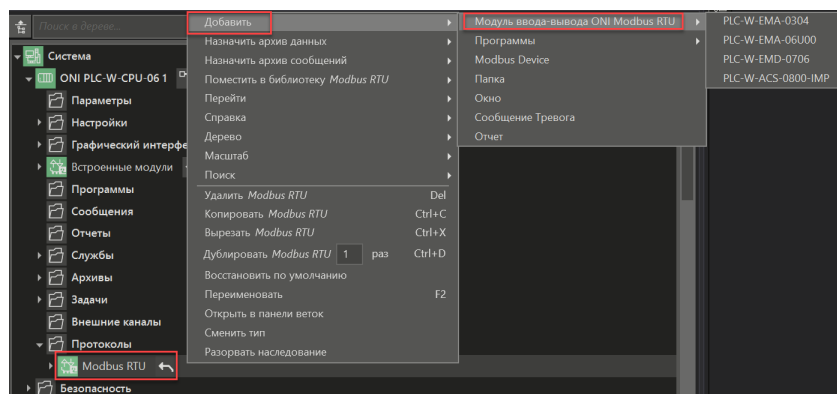 Поиск в дереве...
Система
ONI PLC-W-CPU-06 1
Параметры
Настройки
Графический интерфе
Встроенные модули
Программы
Сообщения
Отчеты
Службы
Архивы
Задачи
Внешние каналы
Протоколы
Modbus RTU
Безопасность
Добавить
Назначить архив данных
Назначить архив сообщений
Поместить в библиотеку Modbus RTU
Перейти
Справка
Дерево
Масштаб
Поиск
Удалить Modbus RTU Del
Копировать Modbus RTU Ctrl+C
Вырезать Modbus RTU Ctrl+X
Дублировать Modbus RTU 1 раз Ctrl+D
Восстановить по умолчанию
Переименовать F2
Открыть в панели веток
Сменить тип
Разорвать наследование
Модуль ввода-вывода ONI Modbus RTU
Программы
Modbus Device
Папка
Окно
Сообщение Тревога
Отчет
PLC-W-EMA-0304
PLC-W-EMA-06U00
PLC-W-EMD-0706
PLC-W-ACS-0800-IMP